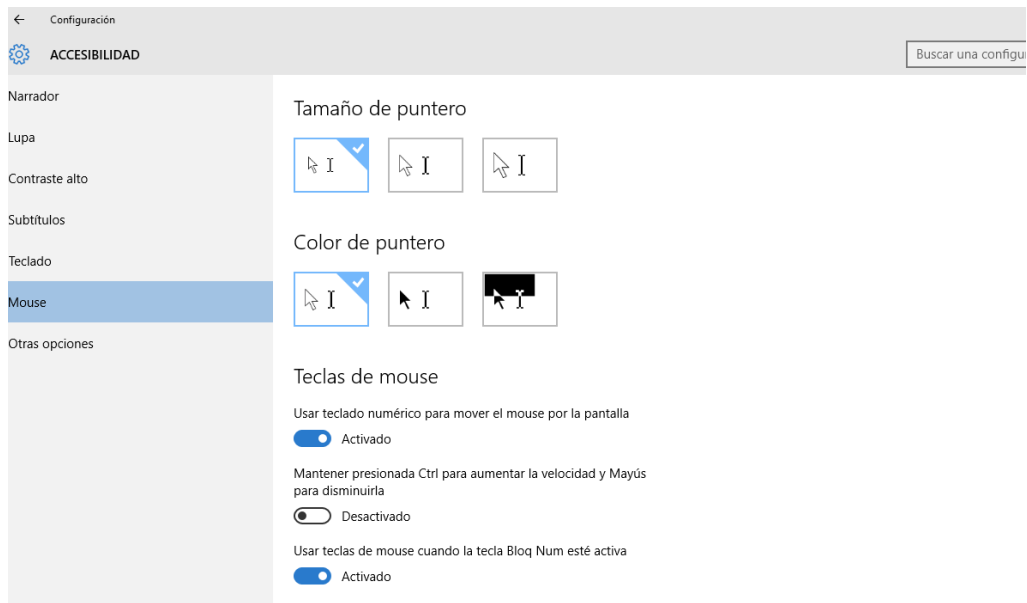 Configuración
ACCESIBILIDAD
Buscar una
Narrador
Lupa
Contraste alto
Subtítulos
Teclado
Mouse
Otras opciones
Tamaño de puntero
Color de puntero
Teclas de mouse
Usar teclado numérico para mover el mouse por la pantalla
Activado
Mantener presionada Ctrl para aumentar la velocidad y Mayús
para disminuirla
Desactivado
Usar teclas de mouse cuando la tecla Bloq Num esté activa
Activado